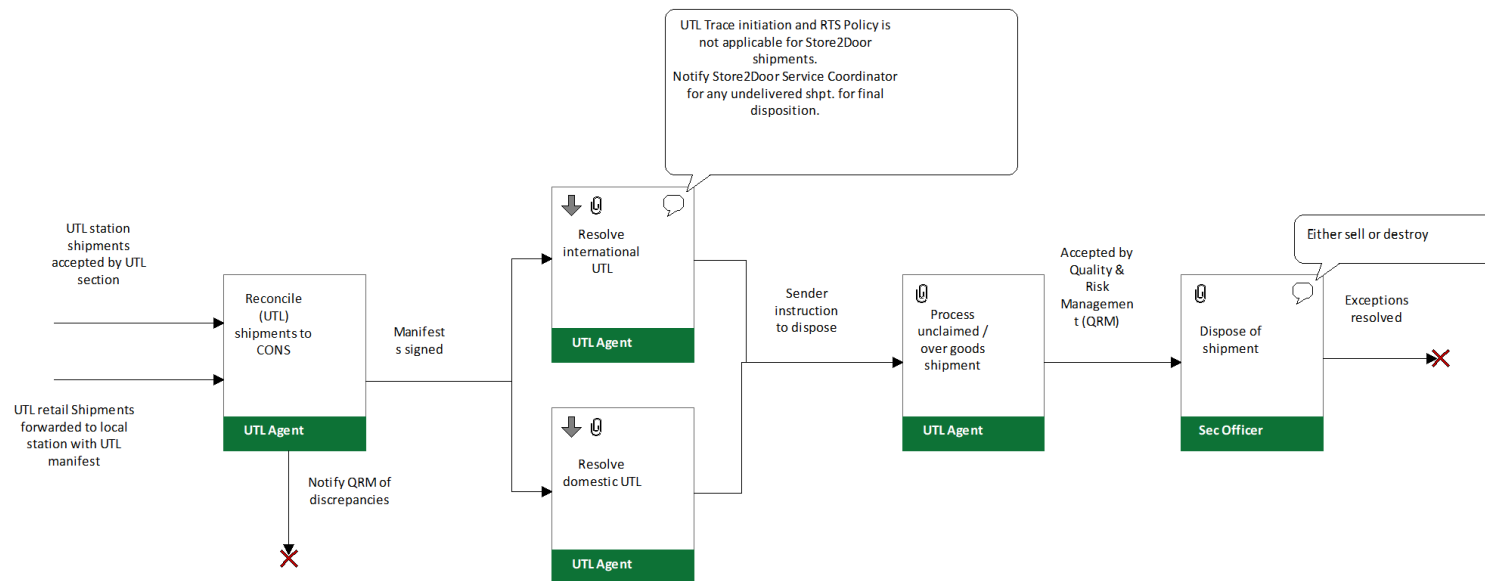 UTL Trace initiation and RTS Policy is
not applicable for Store2Door
shipments.
Notify Store2Door Service Coordinator
for any undelivered shpt. for final
disposition.
UTL station
shipments
accepted by UTL
section
UTL retail Shipments
forwarded to local
station with UTL
manifest
Reconcile
(UTL)
shipments to
CONS
UTL Agent
Notify QRM of
discrepancies
Manifest
s signed
Resolve
international
UTL
UTL Agent
Resolve
domestic UTL
UTL Agent
Sender
instruction
to dispose
Process
unclaimed /
over goods
shipment
UTL Agent
Accepted by
Quality &
Risk
Managemen
t (QRM)
Either sell or destroy
Dispose of
shipment
Sec Officer
Exceptions
resolved